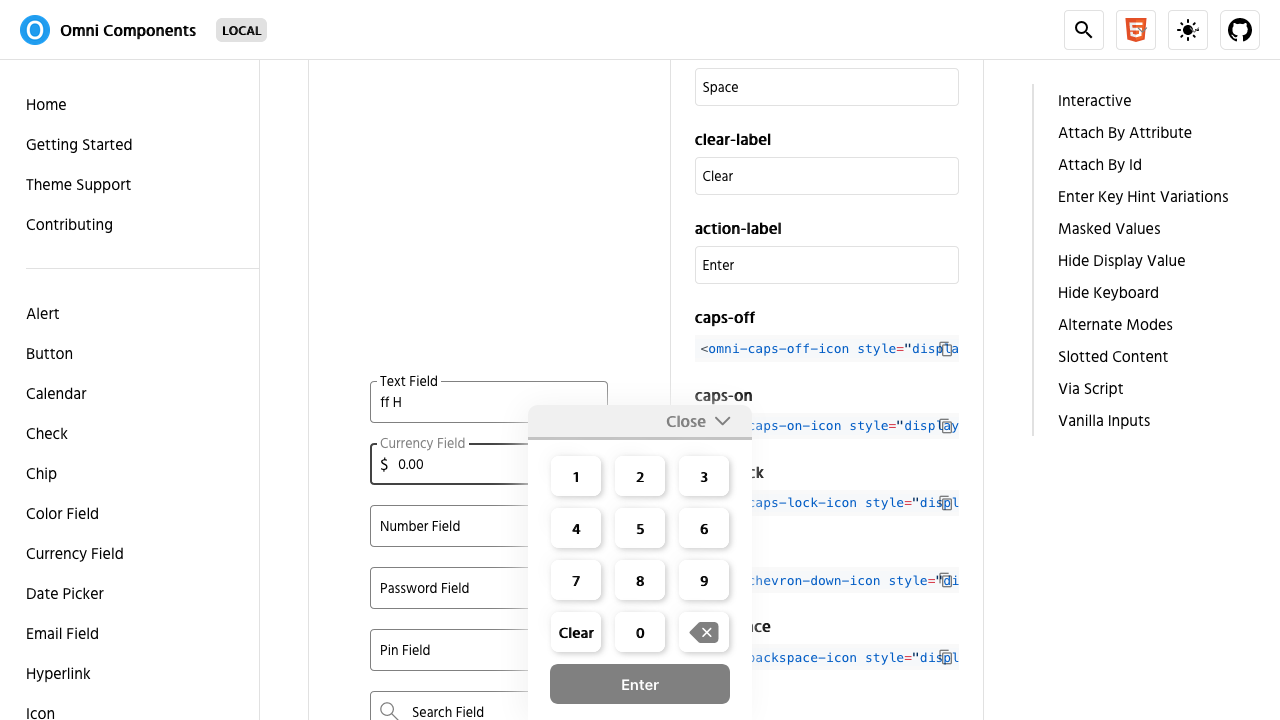 Omni Components
LOCAL
Home
Getting Started
Theme Support
Contributing
Alert
Button
Calendar
Check
Chip
Color Field
Currency Field
Date Picker
Email Field
Hyperlink
Icon
Text Field
ff H
Currency Field
$ 0.00
Number Field
Password Field
Pin Field
Search Field
Space
clear-label
Clear
action-label
Enter
caps-off
<omni-caps-off-icon style="displa
caps-on
caps-on-icon style="display
ck
caps-lock-icon style="displ
chevron-down-icon style="di
ace
backspace-icon style="displ
Close
1 2 3
4 5 6
7 8 9
Clear 0
Enter
Interactive
Attach By Attribute
Attach By Id
Enter Key Hint Variations
Masked Values
Hide Display Value
Hide Keyboard
Alternate Modes
Slotted Content
Via Script
Vanilla Inputs